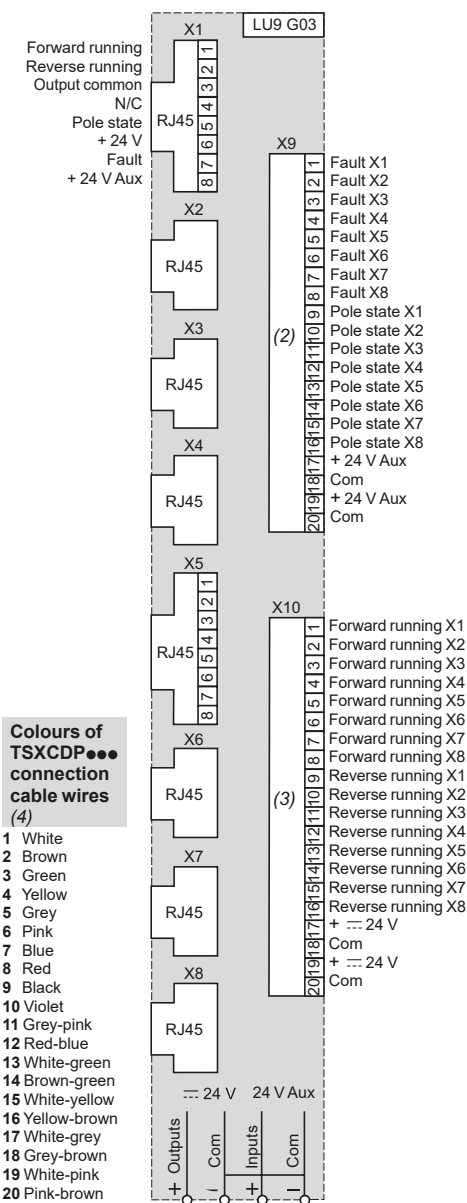 LU9 G03
X1
Forward running
Reverse running
Output common
N/C
Pole state
+ 24 V
Fault
+ 24 V Aux
RJ45
1
2
3
4
5
6
7
8
X2
RJ45
X3
RJ45
X4
RJ45
X5
RJ45
1
2
3
4
5
6
7
8
X6
RJ45
X7
RJ45
X8
RJ45
X9
(2)
1 Fault X1
2 Fault X2
3 Fault X3
4 Fault X4
5 Fault X5
6 Fault X6
7 Fault X7
8 Fault X8
9 Pole state X1
10 Pole state X2
11 Pole state X3
12 Pole state X4
13 Pole state X5
14 Pole state X6
15 Pole state X7
16 Pole state X8
17 + 24 V Aux
18 Com
19 + 24 V Aux
20 Com
X10
(3)
1 Forward running X1
2 Forward running X2
3 Forward running X3
4 Forward running X4
5 Forward running X5
6 Forward running X6
7 Forward running X7
8 Forward running X8
9 Reverse running X1
10 Reverse running X2
11 Reverse running X3
12 Reverse running X4
13 Reverse running X5
14 Reverse running X6
15 Reverse running X7
16 Reverse running X8
17 + ⎓ 24 V
18 Com
19 + ⎓ 24 V
20 Com
Colours of
TSXCDP●●●
connection
cable wires
(4)
1 White
2 Brown
3 Green
4 Yellow
5 Grey
6 Pink
7 Blue
8 Red
9 Black
10 Violet
11 Grey-pink
12 Red-blue
13 White-green
14 Brown-green
15 White-yellow
16 Yellow-brown
17 White-grey
18 Grey-brown
19 White-pink
20 Pink-brown
⎓ 24 V
24 V Aux
+ Outputs
– Com
+ Inputs
– Com